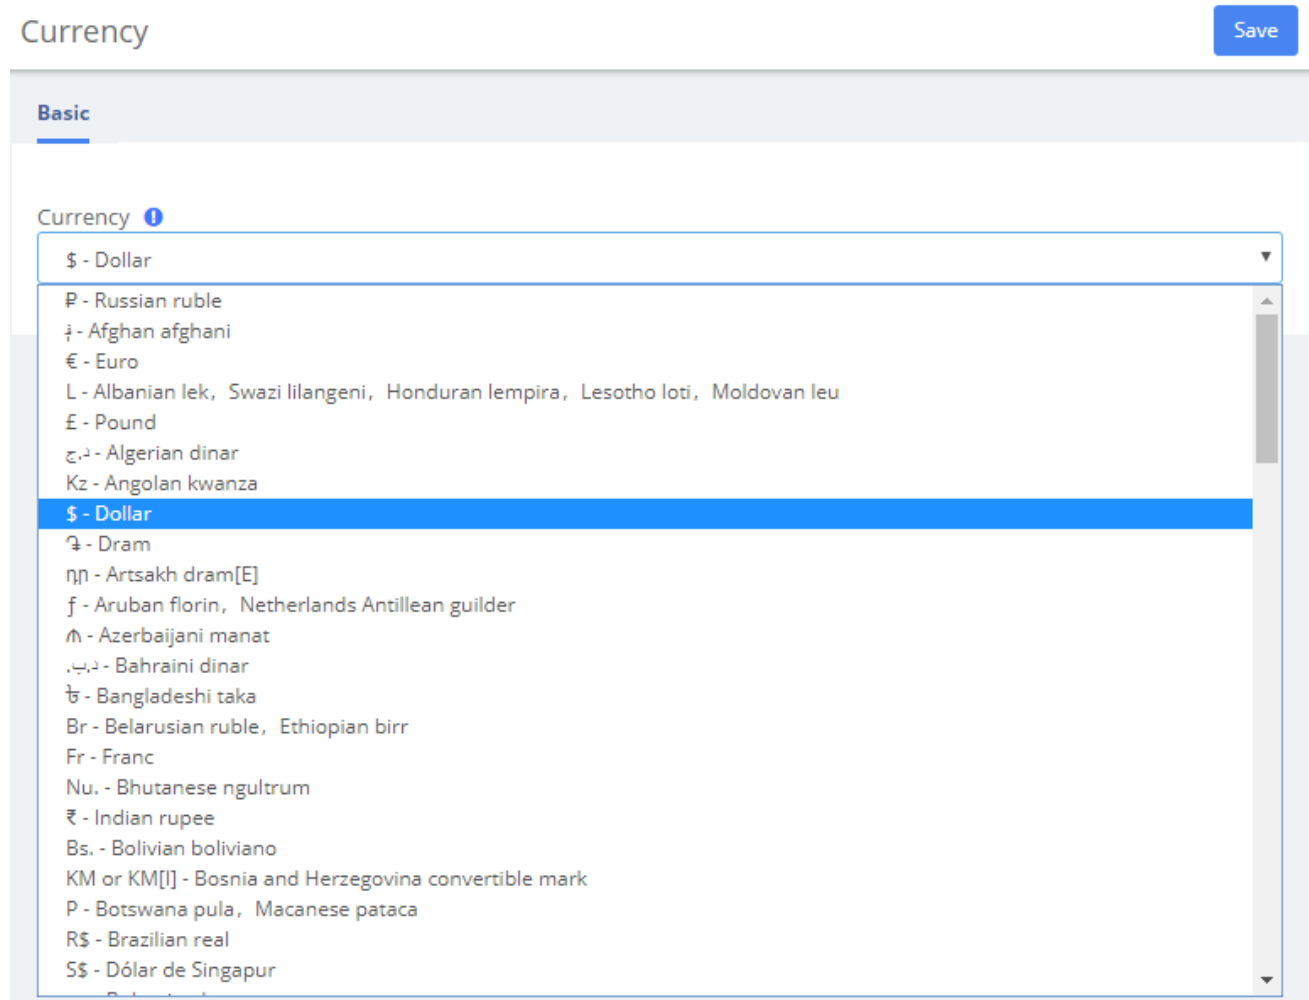 Currency
Save
Basic
Currency
$ - Dollar
₽ - Russian ruble
؋ - Afghan afghani
€ - Euro
L - Albanian lek，Swazi lilangeni，Honduran lempira，Lesotho loti，Moldovan leu
£ - Pound
د.ج - Algerian dinar
Kz - Angolan kwanza
$ - Dollar
֏ - Dram
դր - Artsakh dram[E]
ƒ - Aruban florin，Netherlands Antillean guilder
₼ - Azerbaijani manat
.د.ب - Bahraini dinar
৳ - Bangladeshi taka
Br - Belarusian ruble，Ethiopian birr
Fr - Franc
Nu. - Bhutanese ngultrum
₹ - Indian rupee
Bs. - Bolivian boliviano
KM or КМ[I] - Bosnia and Herzegovina convertible mark
P - Botswana pula，Macanese pataca
R$ - Brazilian real
S$ - Dólar de Singapur